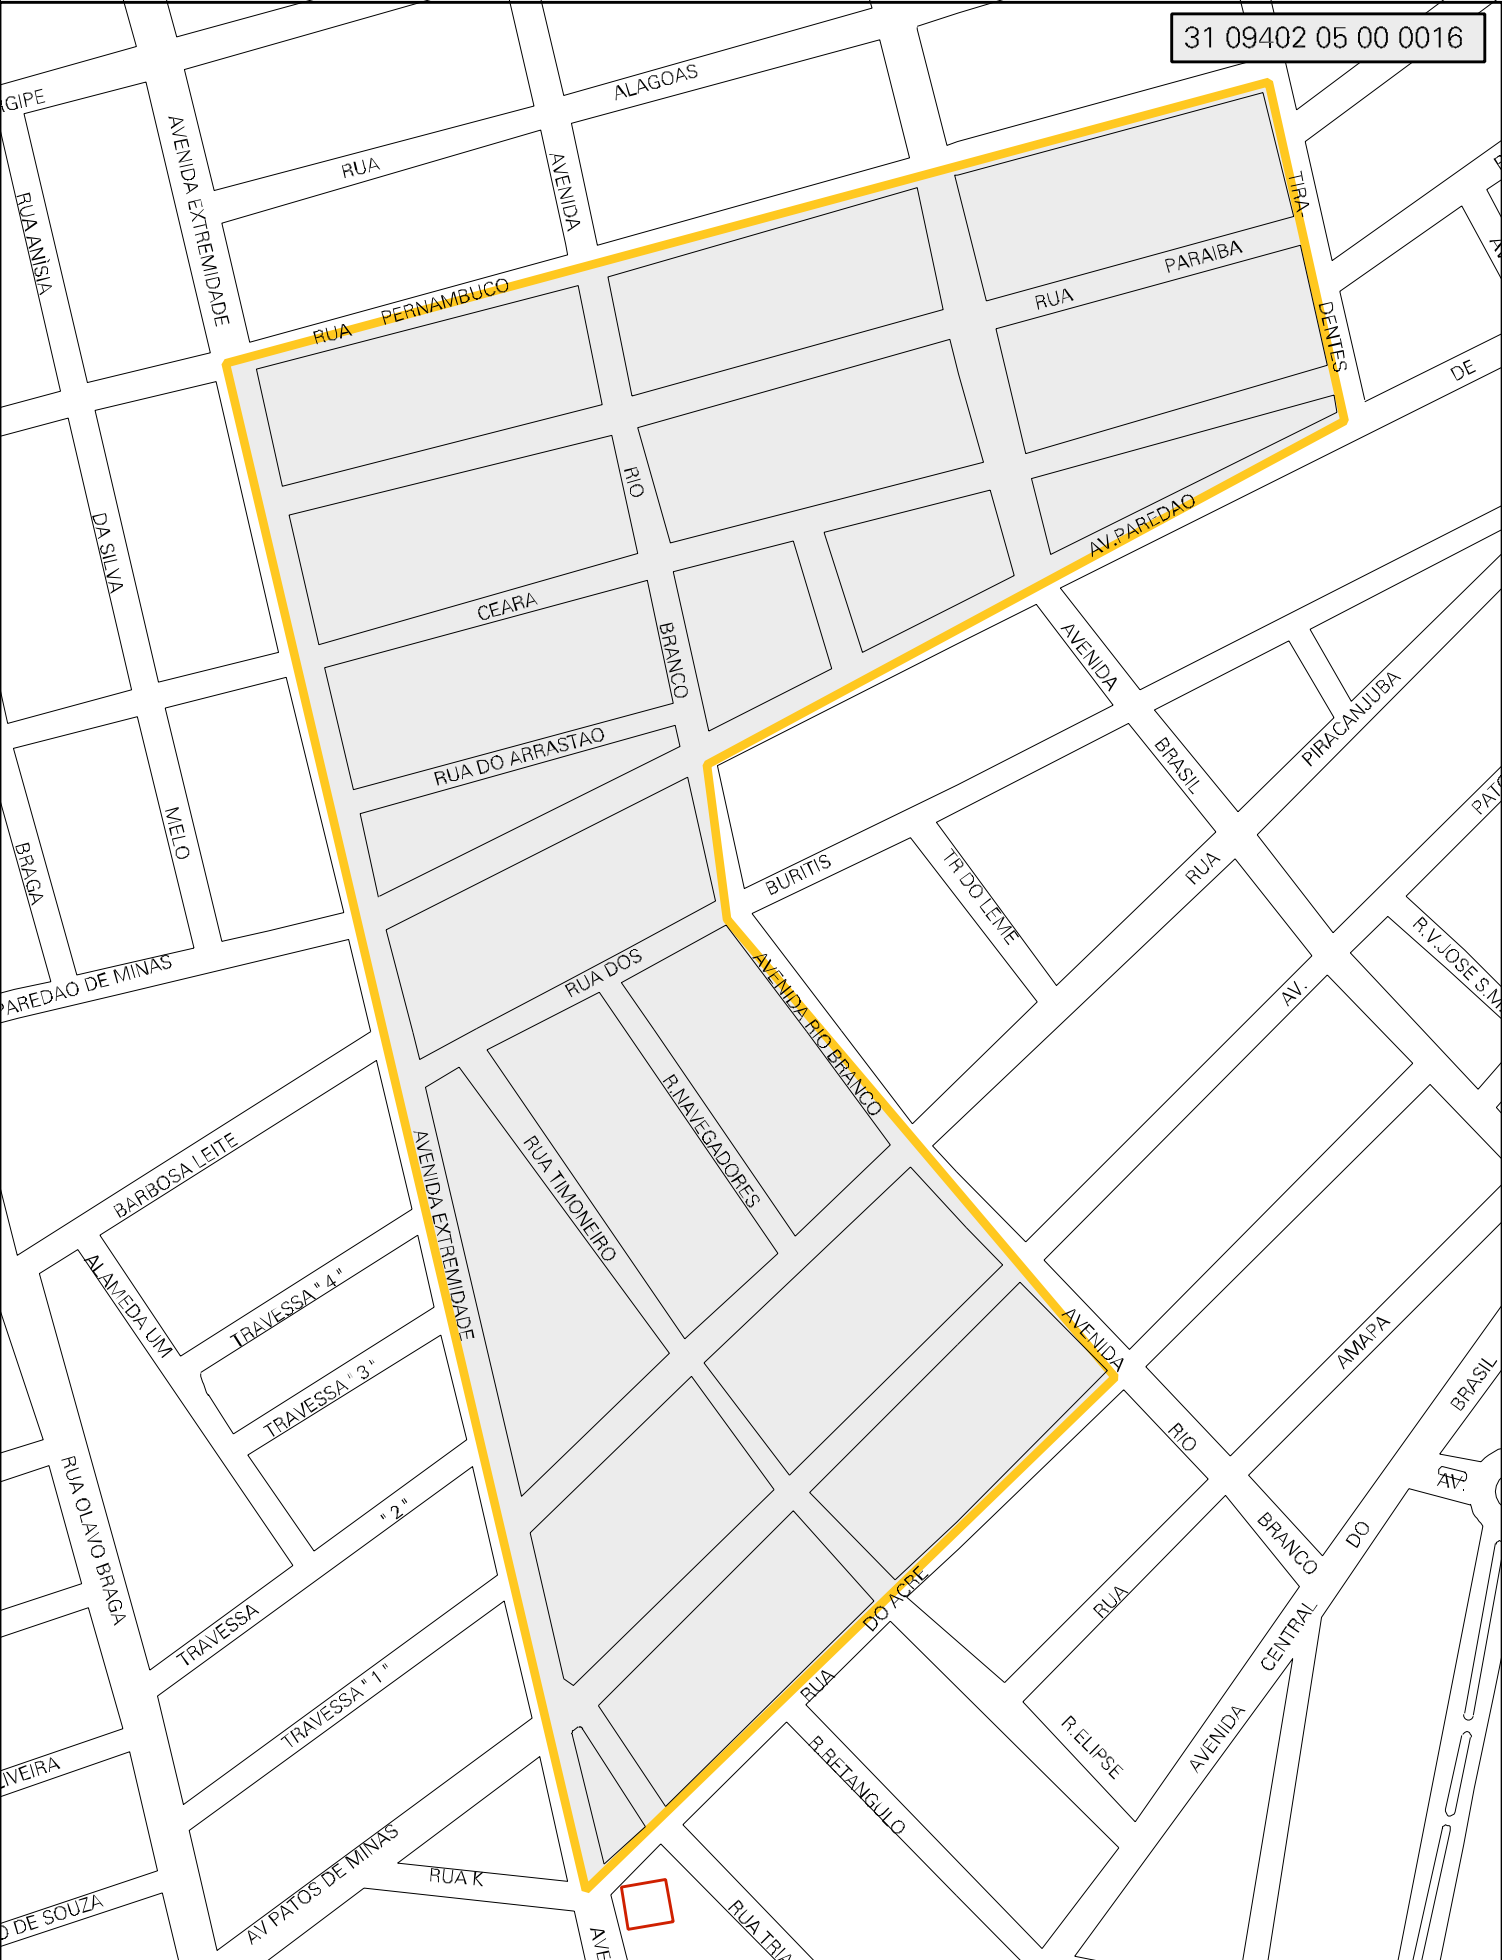 31 09402 05 00 0016
ALAGOAS
RUA
AVENIDA EXTREMIDADE
AVENIDA
RUA ANISIA
TIRA-
PARAIBA
RUA
RUA PERNAMBUCO
DENTES
DE
RIO
DA SILVA
AV.PAREDAO
CEARA
BRANCO
AVENIDA
PIRACANJUBA
RUA DO ARRASTAO
BRASIL
MELO
BRAGA
BURITIS
TR DO LEME
RUA
R.V.JOSE S.M
PAREDAO DE MINAS
RUA DOS
AVENIDA RIO BRANCO
AV.
R.NAVEGADORES
RUA TIMONEIRO
AVENIDA EXTREMIDADE
BARBOSA LEITE
ALAMEDA UM
TRAVESSA " 4 "
TRAVESSA " 3 "
AVENIDA
AMAPA
BRASIL
RIO
AV.
RUA OLAVO BRAGA
" 2 "
TRAVESSA
BRANCO
DO
DO ACRE
RUA
RUA
CENTRAL
TRAVESSA " 1 "
R.ELIPSE
AVENIDA
R.RETANGULO
AV PATOS DE MINAS
RUA K
DE SOUZA